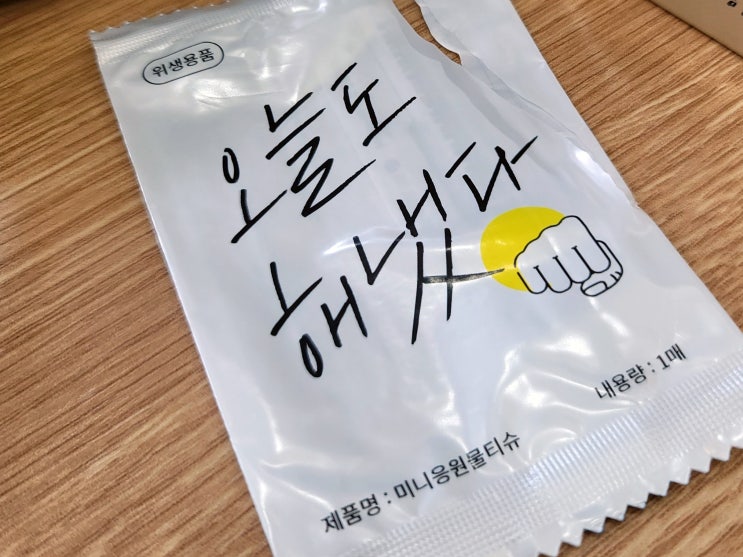 위생용품
오늘도
해냈다
내용량 : 1매
제품명 : 미니응원물티슈